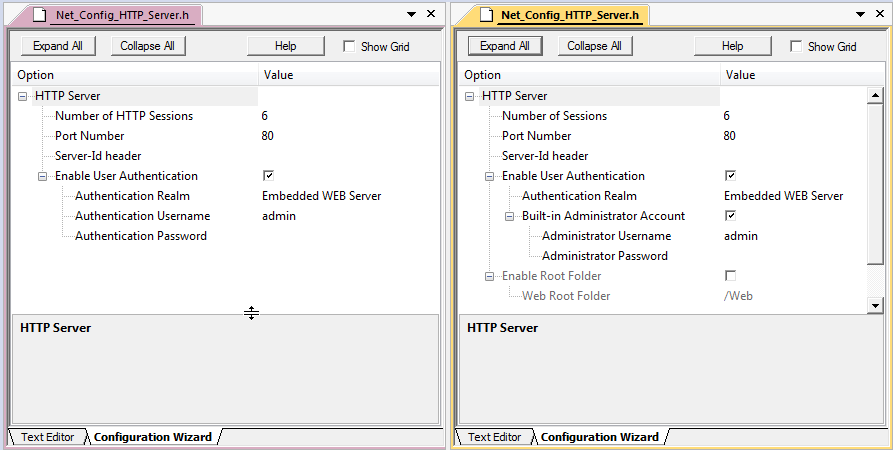 Net_Config_HTTP_Server.h
Expand All Collapse All Help Show Grid
Option Value
HTTP Server
Number of HTTP Sessions 6
Port Number 80
Server-Id header
Enable User Authentication
Authentication Realm Embedded WEB Server
Authentication Username admin
Authentication Password
HTTP Server
Text Editor Configuration Wizard
Net_Config_HTTP_Server.h
Expand All Collapse All Help Show Grid
Option Value
HTTP Server
Number of Sessions 6
Port Number 80
Server-Id header
Enable User Authentication
Authentication Realm Embedded WEB Server
Built-in Administrator Account
Administrator Username admin
Administrator Password
Enable Root Folder
Web Root Folder /Web
HTTP Server
Text Editor Configuration Wizard